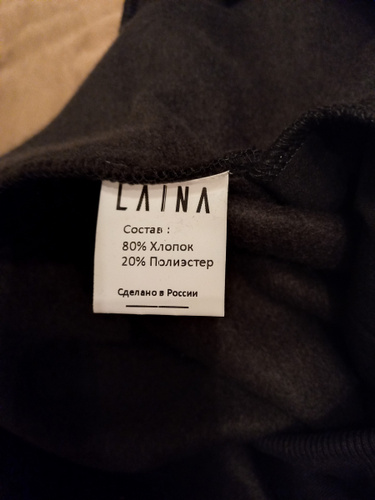 LAINA
Состав :
80% Хлопок
20% Полиэстер
Сделано в России